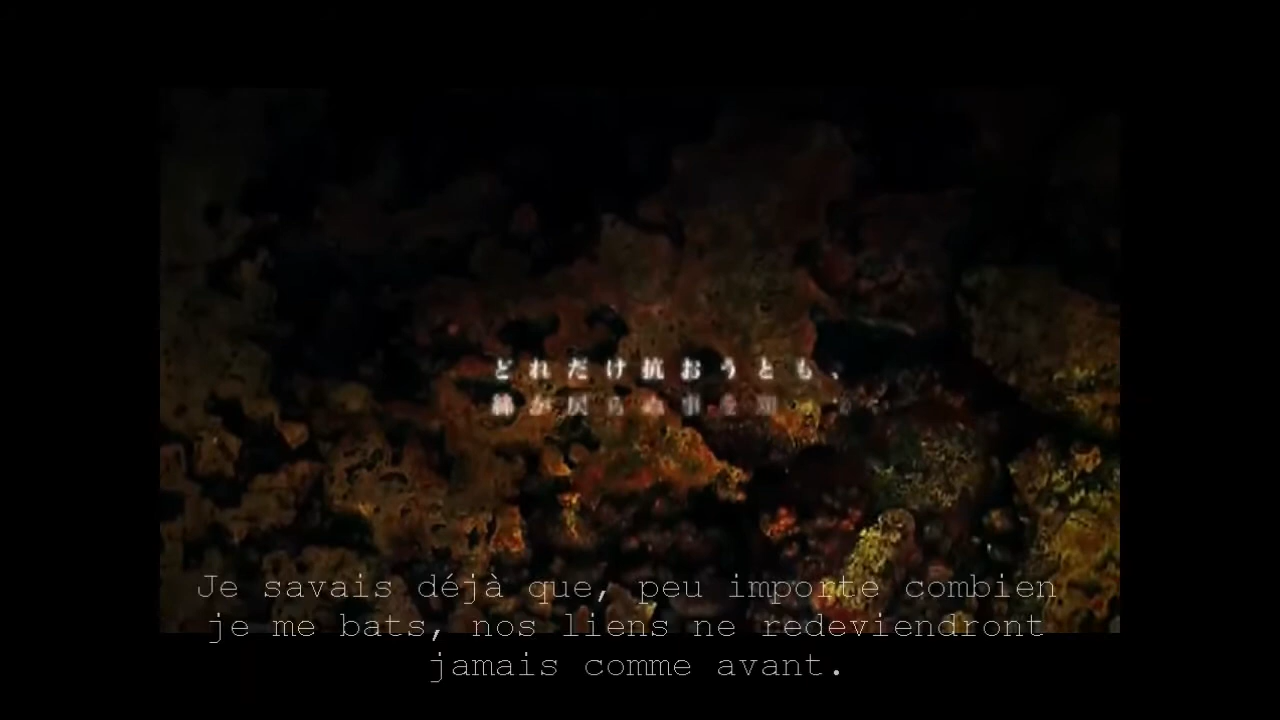 どれだけ抗おうとも、
絆が戻らぬ事を知
Je savais déjà que, peu importe combien
je me bats, nos liens ne redeviendront
jamais comme avant.